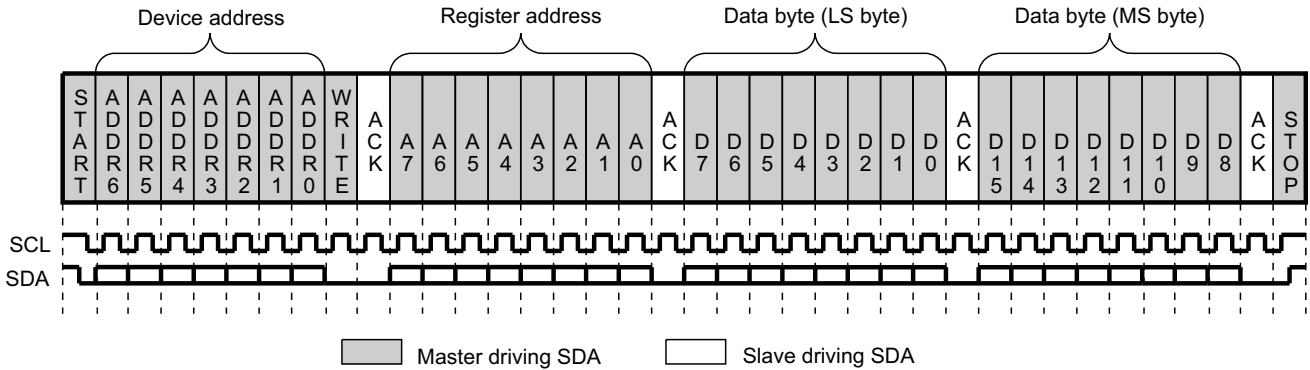 Device address Register address Data byte (LS byte) Data byte (MS byte)
START ADDR6 ADDR5 ADDR4 ADDR3 ADDR2 ADDR1 ADDR0 WRITE ACK A7 A6 A5 A4 A3 A2 A1 A0 ACK D7 D6 D5 D4 D3 D2 D1 D0 ACK D15 D14 D13 D12 D11 D10 D9 D8 ACK STOP
SCL
SDA
Master driving SDA Slave driving SDA